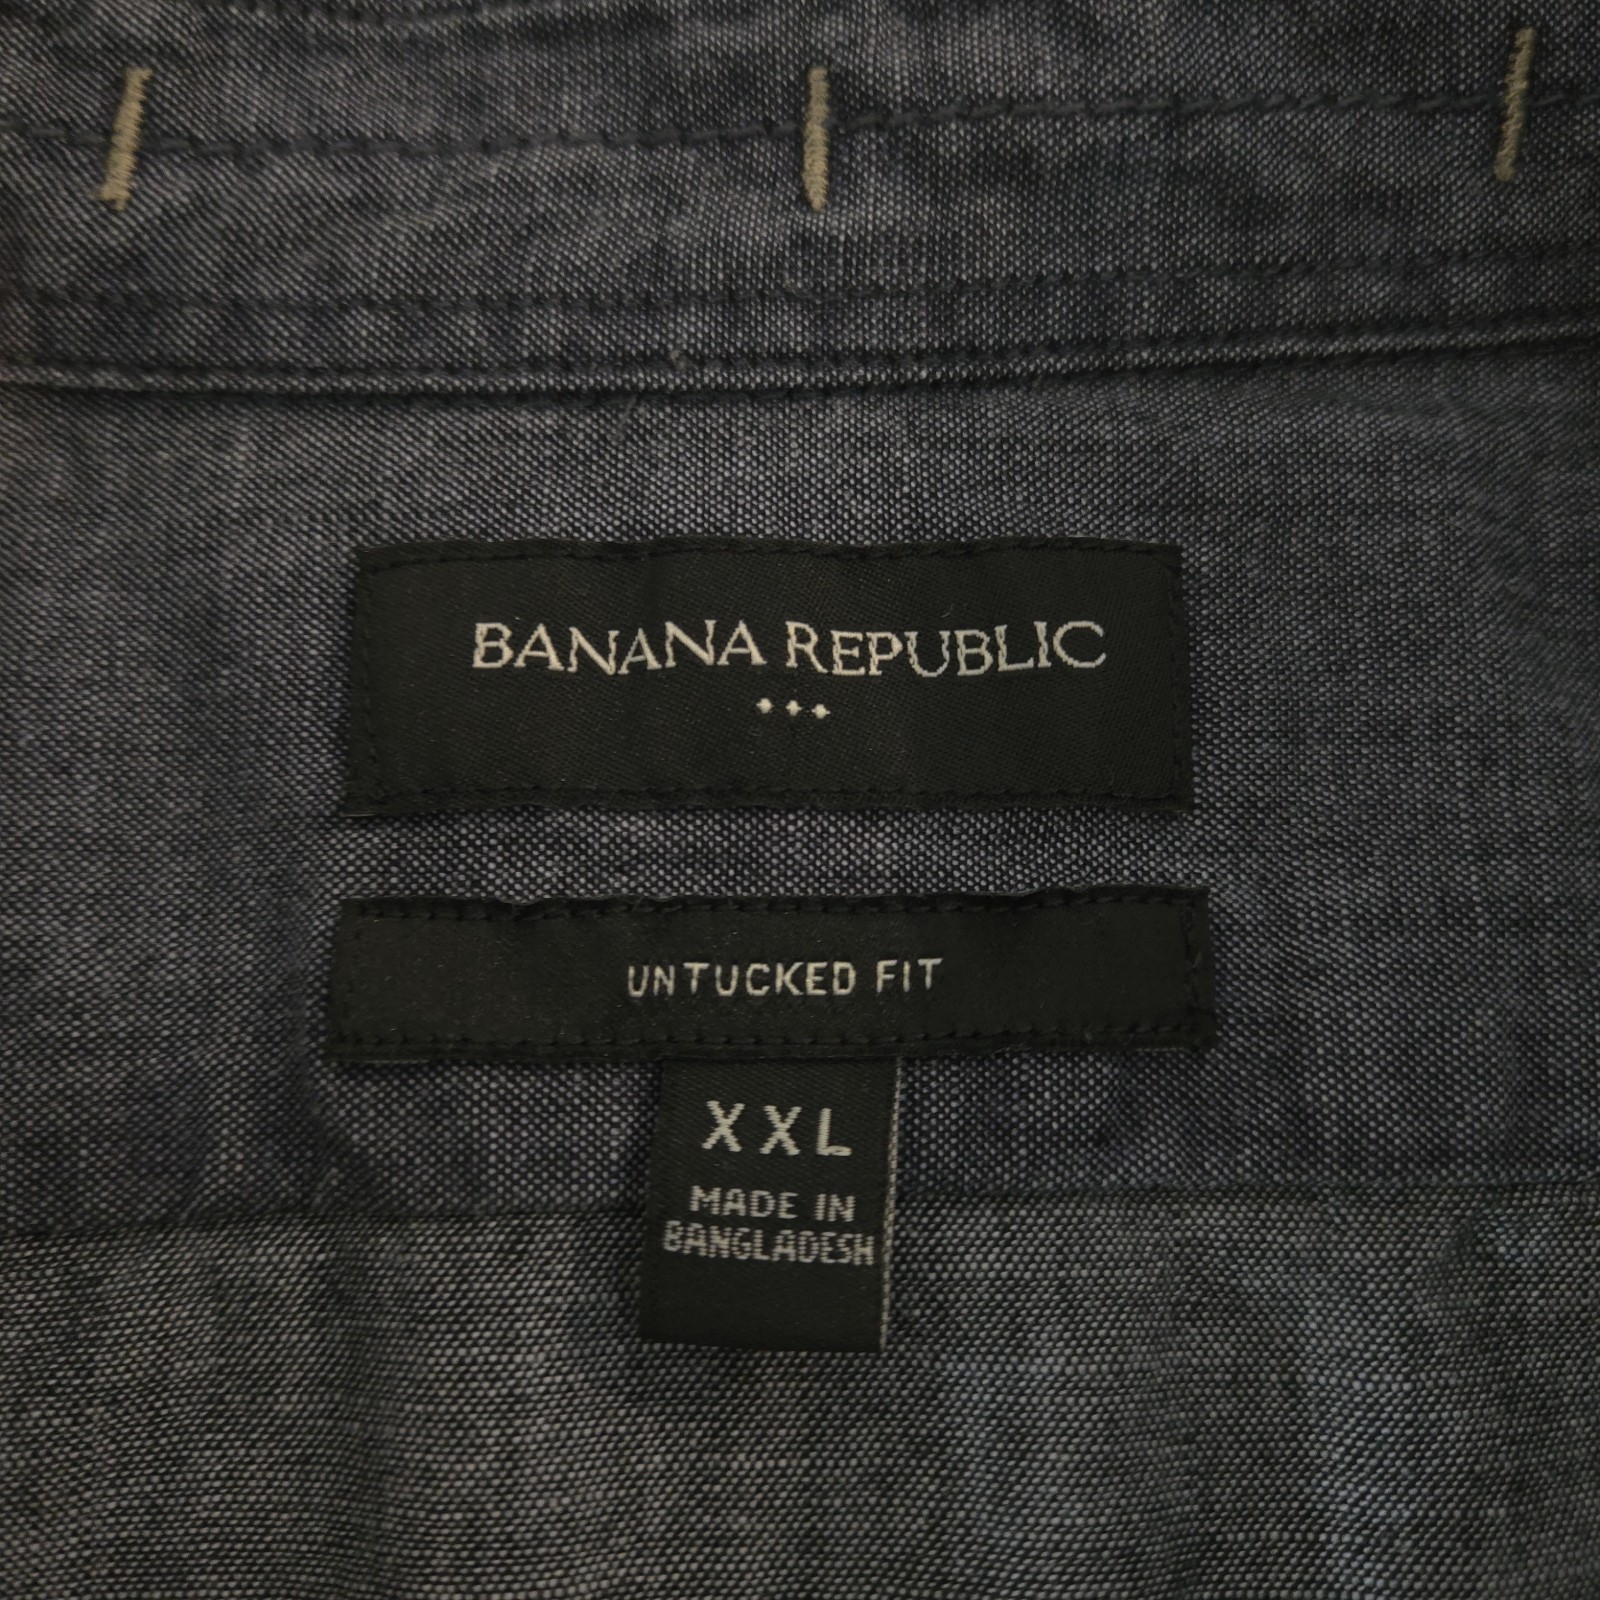 BANANA REPUBLIC
UNTUCKED FIT
XXL
MADE IN
BANGLADESH